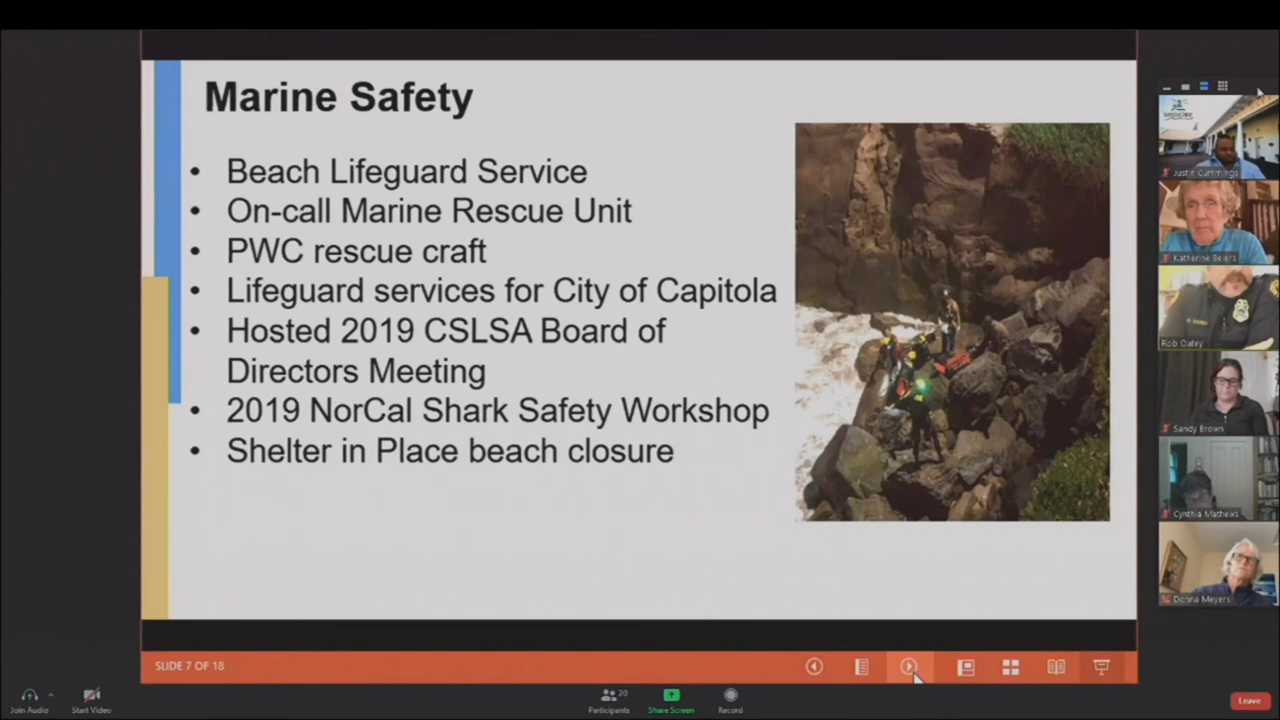 Marine Safety
• Beach Lifeguard Service
• On-call Marine Rescue Unit
• PWC rescue craft
• Lifeguard services for City of Capitola
• Hosted 2019 CSLSA Board of
Directors Meeting
• 2019 NorCal Shark Safety Workshop
• Shelter in Place beach closure
SLIDE 7 OF 18
Justin Cummings
Katherine Beiers
Rob Oatey
Sandy Brown
Cynthia Mathews
Donna Meyers
Join Audio
Start Video
20
Participants
Share Screen
Record
Leave